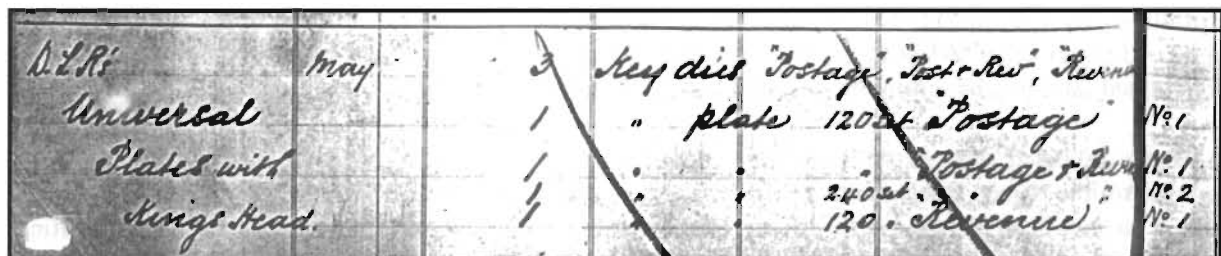 D.L.R's May 3 Key dies "Postage", "Post & Rev", "Revenue
Universal 1 " plate 120 set "Postage" No. 1
Plates with 1 " " " "Postage & Reve No. 1
1 " " 240 set " " " No. 2
Kings Head. 1 " " 120 " Revenue No. 1